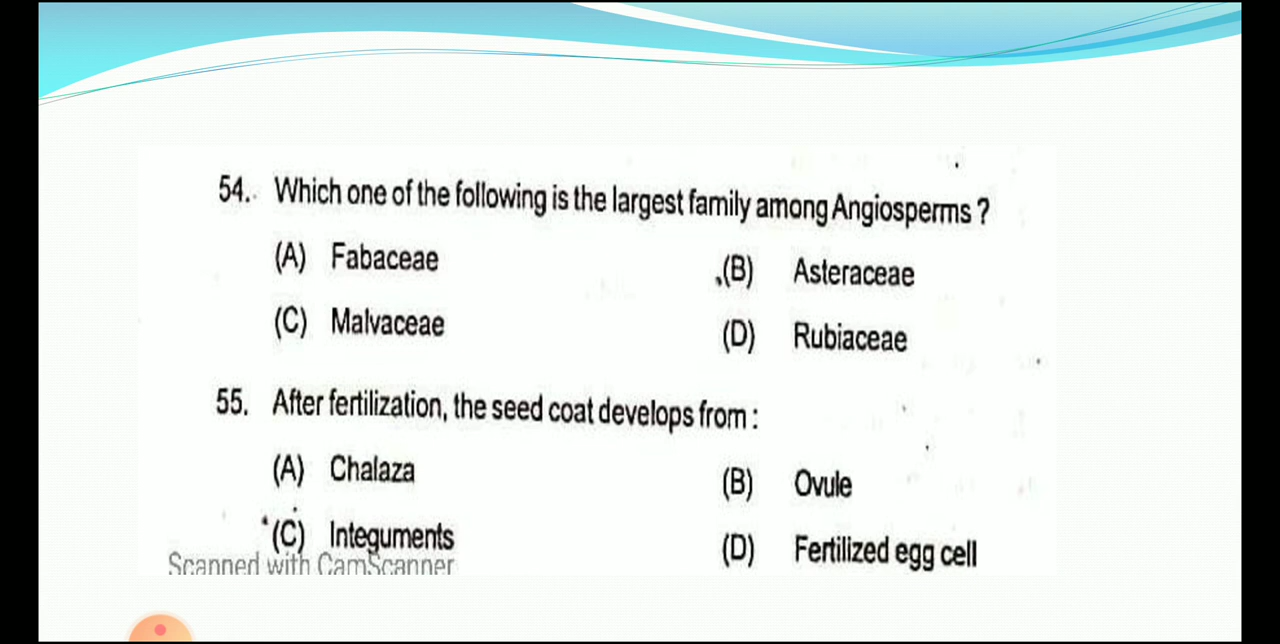 54. Which one of the following is the largest family among Angiosperms ?
(A) Fabaceae (B) Asteraceae
(C) Malvaceae (D) Rubiaceae
55. After fertilization, the seed coat develops from :
(A) Chalaza (B) Ovule
(C) Integuments (D) Fertilized egg cell
Scanned with CamScanner